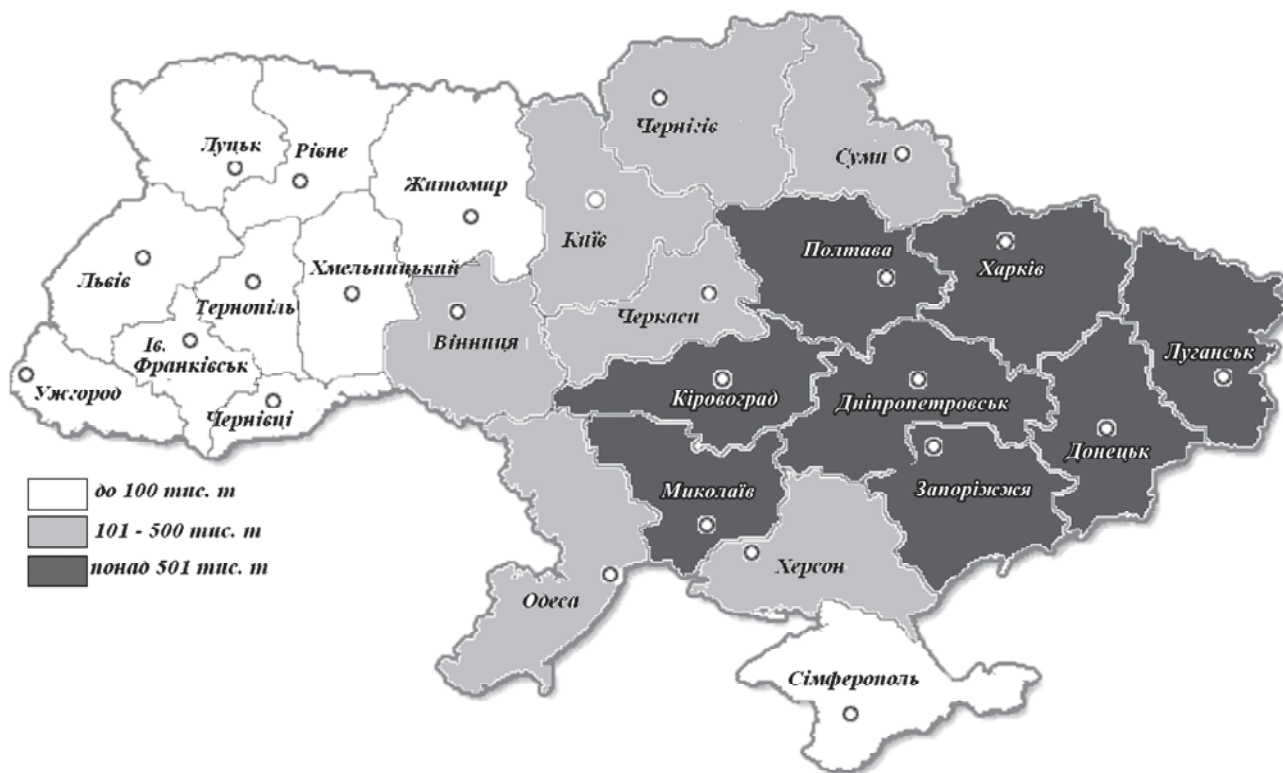 Чернігів
Луцьк
Рівне
Суми
Житомир
Київ
Полтава
Харків
Львів
Тернопіль
Хмельницький
Черкаси
Вінниця
Ів.
Франківськ
Луганськ
Ужгород
Чернівці
Кіровоград
Дніпропетровськ
Донецьк
Миколаїв
Запоріжжя
до 100 тис. т
101 - 500 тис. т
понад 501 тис. т
Херсон
Одеса
Сімферополь